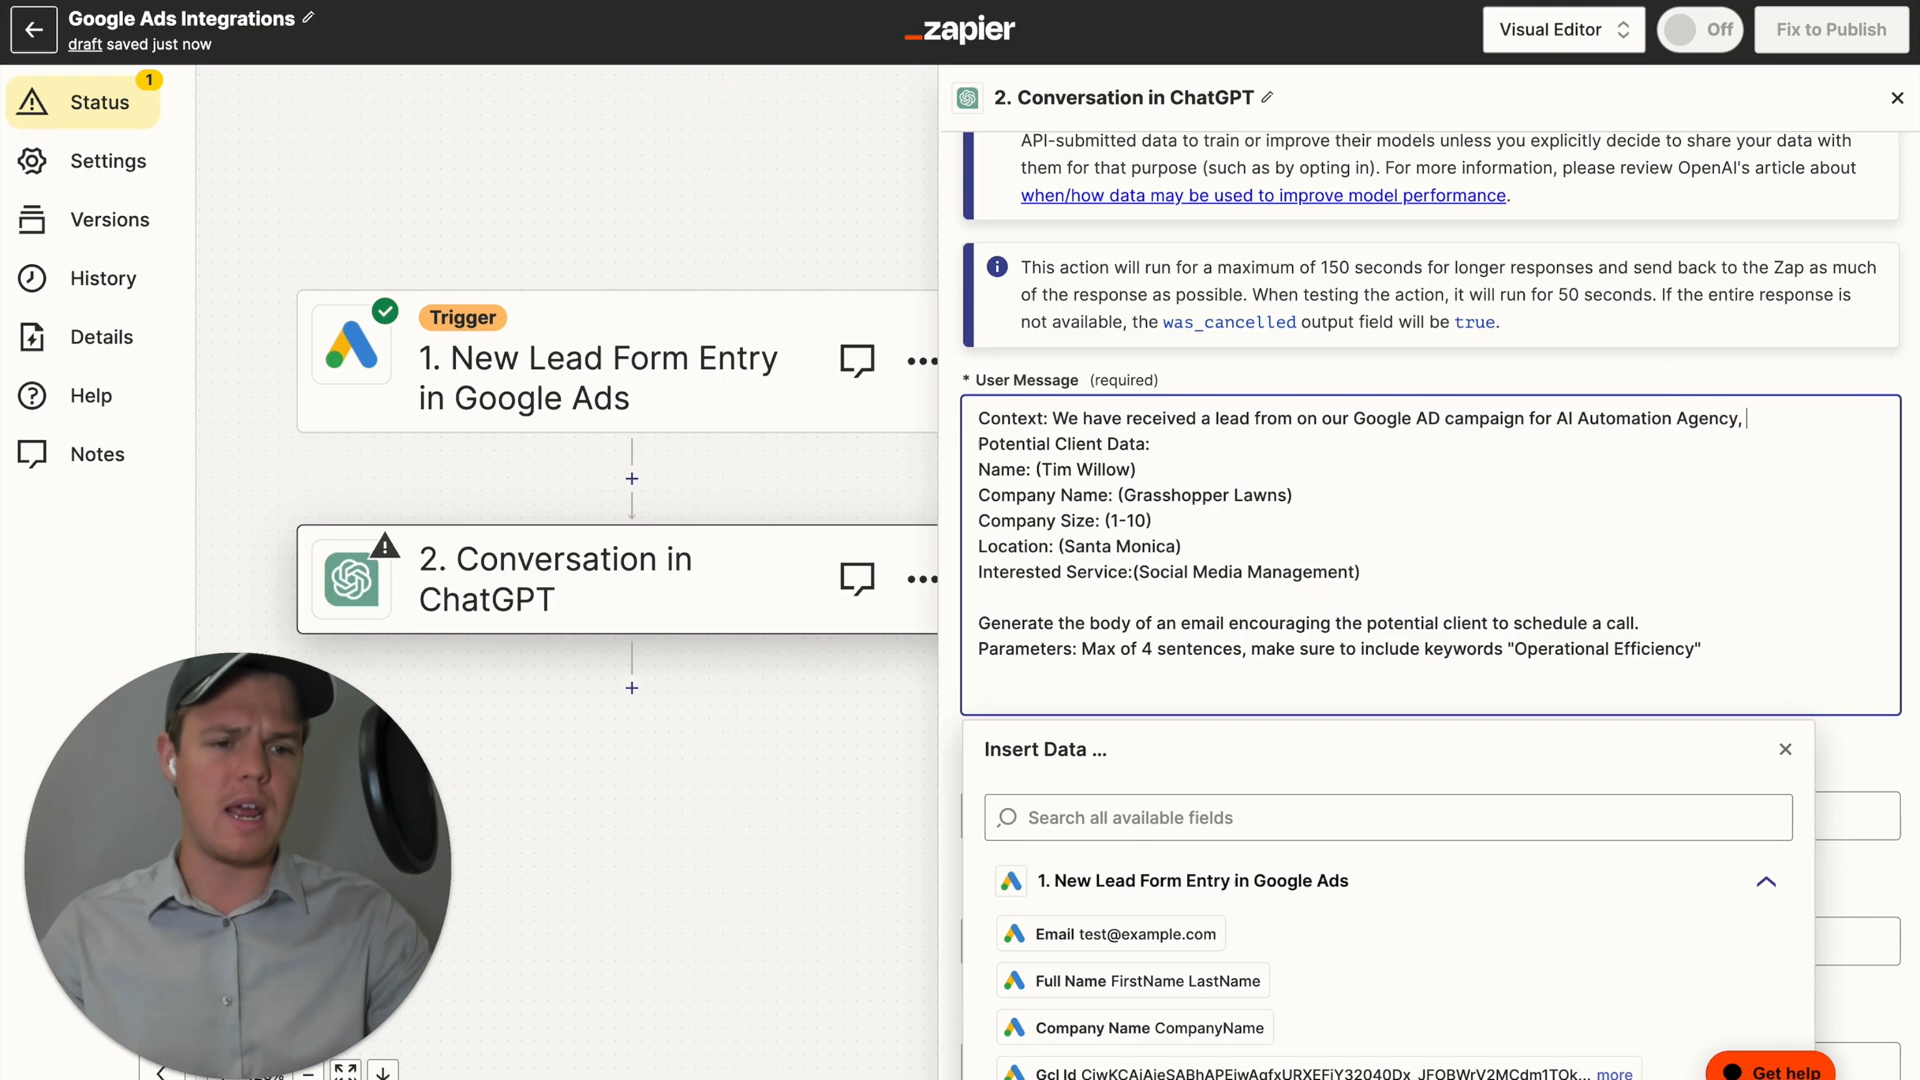 Google Ads Integrations
draft saved just now
zapier
Visual Editor
Off
Fix to Publish
1
Status
Settings
Versions
History
Details
Help
Notes
Trigger
1. New Lead Form Entry
in Google Ads
2. Conversation in
ChatGPT
2. Conversation in ChatGPT
API-submitted data to train or improve their models unless you explicitly decide to share your data with
them for that purpose (such as by opting in). For more information, please review OpenAI's article about
when/how data may be used to improve model performance.
This action will run for a maximum of 150 seconds for longer responses and send back to the Zap as much
of the response as possible. When testing the action, it will run for 50 seconds. If the entire response is
not available, the was_cancelled output field will be true.
* User Message (required)
Context: We have received a lead from on our Google AD campaign for AI Automation Agency,
Potential Client Data:
Name: (Tim Willow)
Company Name: (Grasshopper Lawns)
Company Size: (1-10)
Location: (Santa Monica)
Interested Service:(Social Media Management)
Generate the body of an email encouraging the potential client to schedule a call.
Parameters: Max of 4 sentences, make sure to include keywords "Operational Efficiency"
Insert Data ...
Search all available fields
1. New Lead Form Entry in Google Ads
Email test@example.com
Full Name FirstName LastName
Company Name CompanyName
Gcl Id
more
Get help